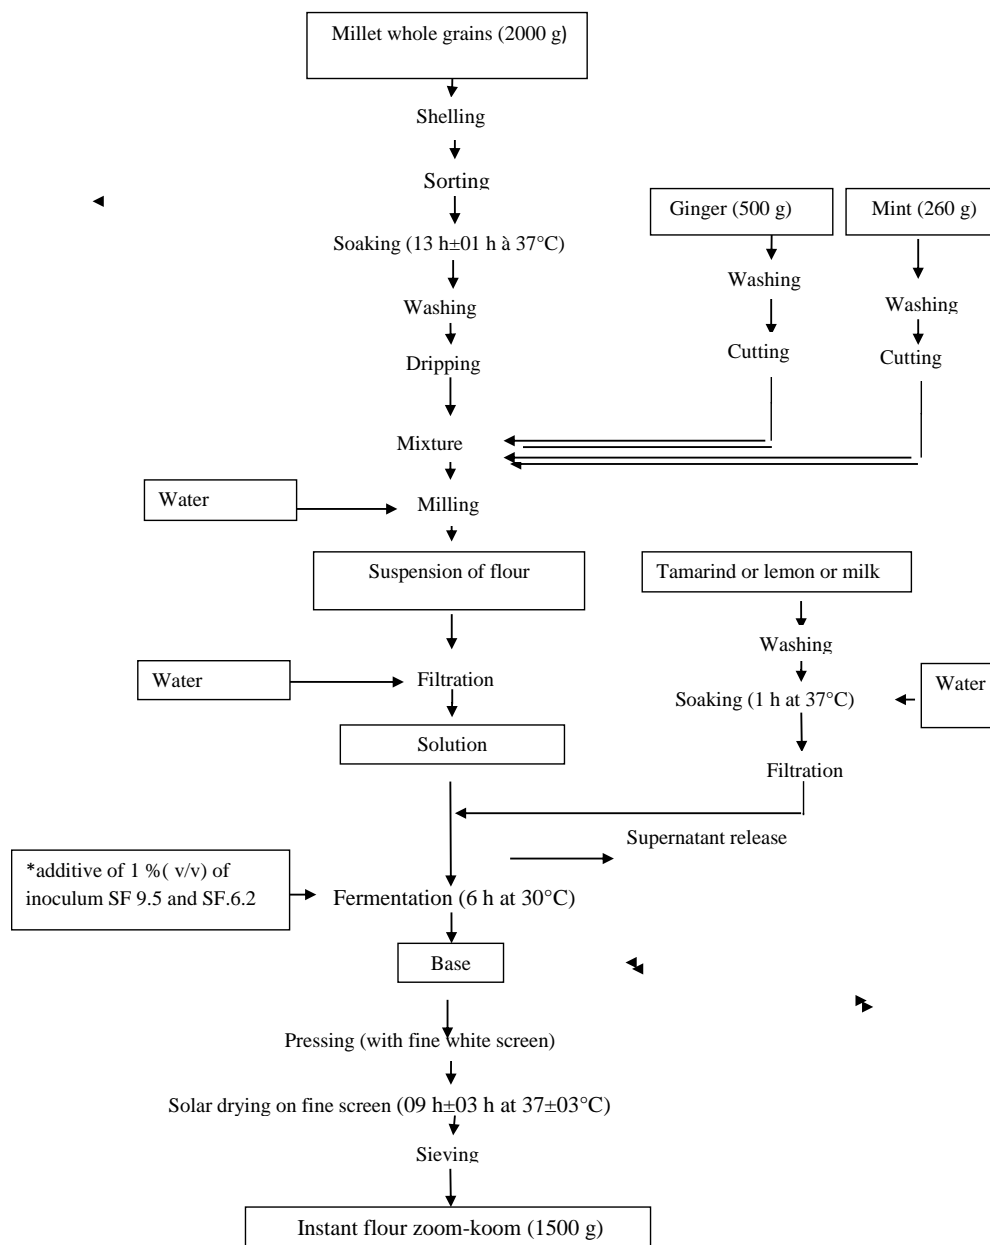 Millet whole grains (2000 g)
Shelling
Sorting
Ginger (500 g)
Mint (260 g)
Soaking (13 h±01 h à 37°C)
Washing
Washing
Washing
Dripping
Cutting
Cutting
Mixture
Water
Milling
Suspension of flour
Tamarind or lemon or milk
Washing
Water
Filtration
Soaking (1 h at 37°C)
Water
Solution
Filtration
Supernatant release
*additive of 1 %( v/v) of
inoculum SF 9.5 and SF.6.2
Fermentation (6 h at 30°C)
Base
Pressing (with fine white screen)
Solar drying on fine screen (09 h±03 h at 37±03°C)
Sieving
Instant flour zoom-koom (1500 g)